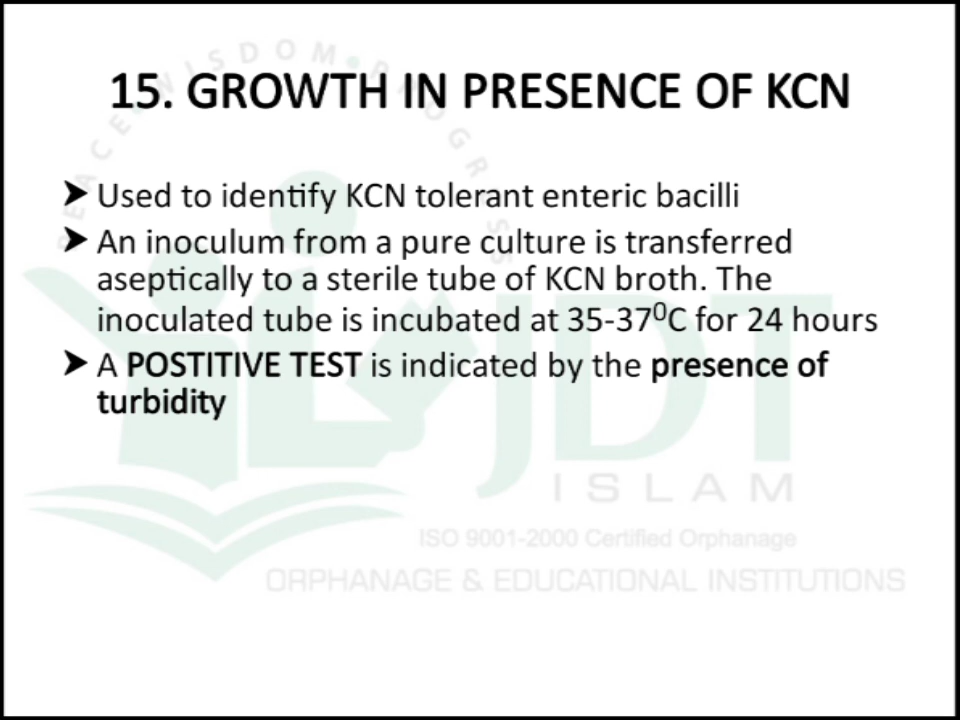 15. GROWTH IN PRESENCE OF KCN
➤ Used to identify KCN tolerant enteric bacilli
➤ An inoculum from a pure culture is transferred
aseptically to a sterile tube of KCN broth. The
inoculated tube is incubated at 35-37⁰C for 24 hours
➤ A POSTITIVE TEST is indicated by the presence of
turbidity
PEACE WISDOM PROGRESS
JDT
ISLAM
ISO 9001-2000 Certified Orphanage
ORPHANAGE & EDUCATIONAL INSTITUTIONS